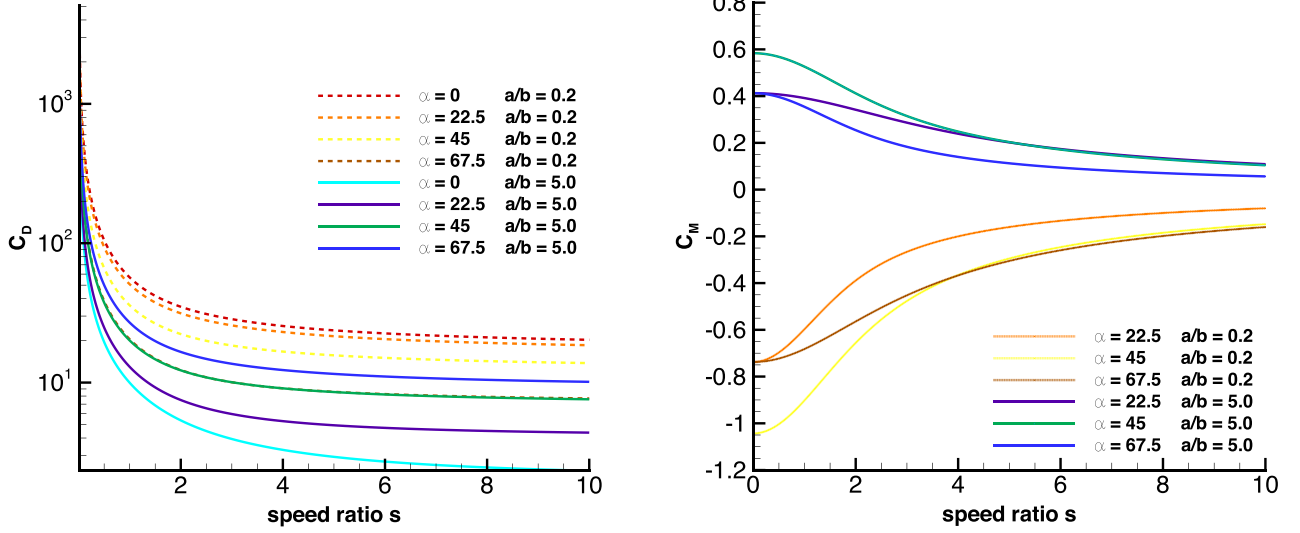 10³
10²
10¹
C_D
2 4 6 8 10
speed ratio s
α = 0 a/b = 0.2
α = 22.5 a/b = 0.2
α = 45 a/b = 0.2
α = 67.5 a/b = 0.2
α = 0 a/b = 5.0
α = 22.5 a/b = 5.0
α = 45 a/b = 5.0
α = 67.5 a/b = 5.0
0.8
0.6
0.4
0.2
0
-0.2
-0.4
-0.6
-0.8
-1
-1.2
C_M
0 2 4 6 8 10
speed ratio s
α = 22.5 a/b = 0.2
α = 45 a/b = 0.2
α = 67.5 a/b = 0.2
α = 22.5 a/b = 5.0
α = 45 a/b = 5.0
α = 67.5 a/b = 5.0